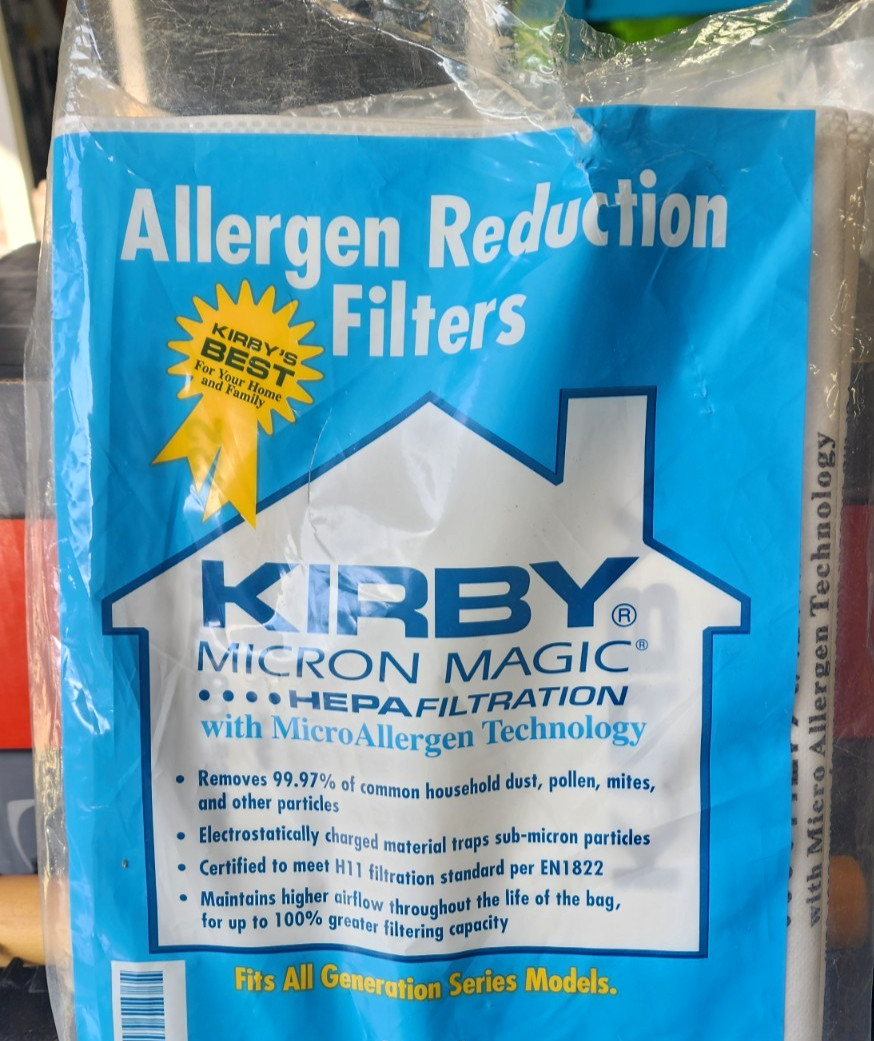 Allergen Reduction
Filters
KIRBY'S
BEST
For Your Home
and Family
KIRBY®
MICRON MAGIC®
••••HEPAFILTRATION
with MicroAllergen Technology
• Removes 99.97% of common household dust, pollen, mites,
and other particles
• Electrostatically charged material traps sub-micron particles
• Certified to meet H11 filtration standard per EN1822
• Maintains higher airflow throughout the life of the bag,
for up to 100% greater filtering capacity
Fits All Generation Series Models.
with Micro Allergen Technology